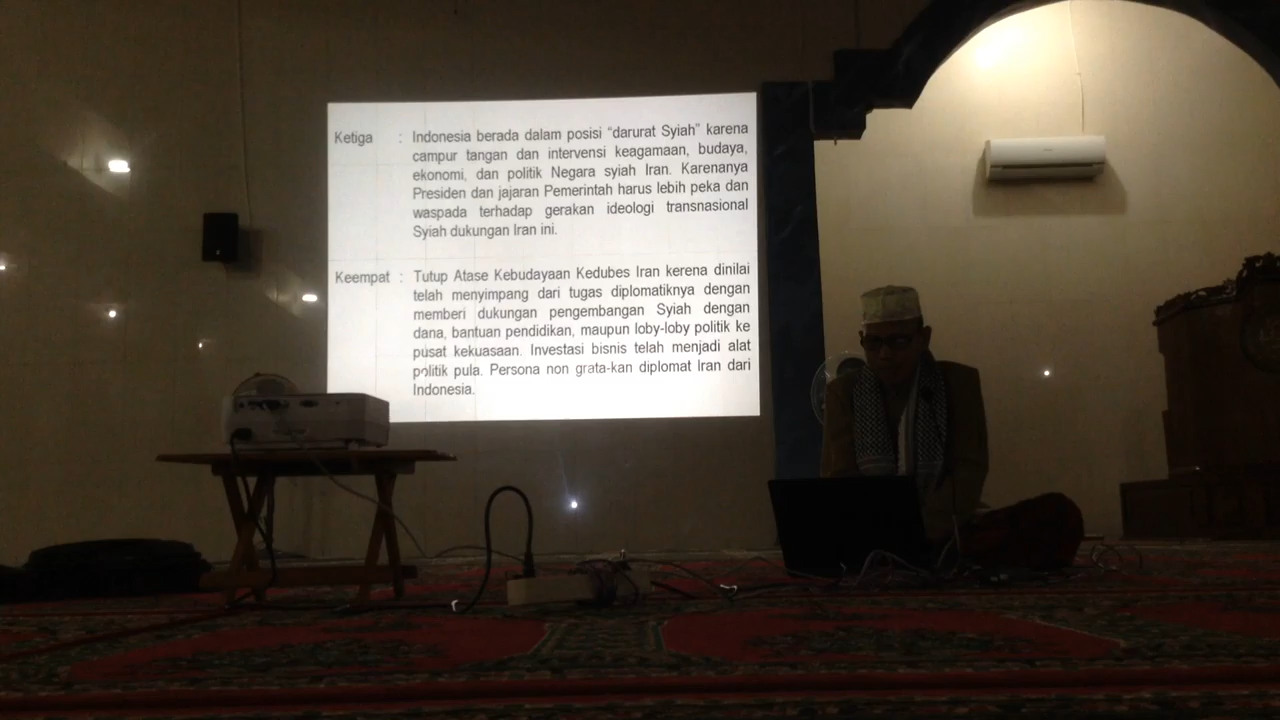 Ketiga : Indonesia berada dalam posisi “darurat Syiah” karena
campur tangan dan intervensi keagamaan, budaya,
ekonomi, dan politik Negara syiah Iran. Karenanya
Presiden dan jajaran Pemerintah harus lebih peka dan
waspada terhadap gerakan ideologi transnasional
Syiah dukungan Iran ini.
Keempat : Tutup Atase Kebudayaan Kedubes Iran kerena dinilai
telah menyimpang dari tugas diplomatiknya dengan
memberi dukungan pengembangan Syiah dengan
dana, bantuan pendidikan, maupun loby-loby politik ke
pusat kekuasaan. Investasi bisnis telah menjadi alat
politik pula. Persona non grata-kan diplomat Iran dari
Indonesia.